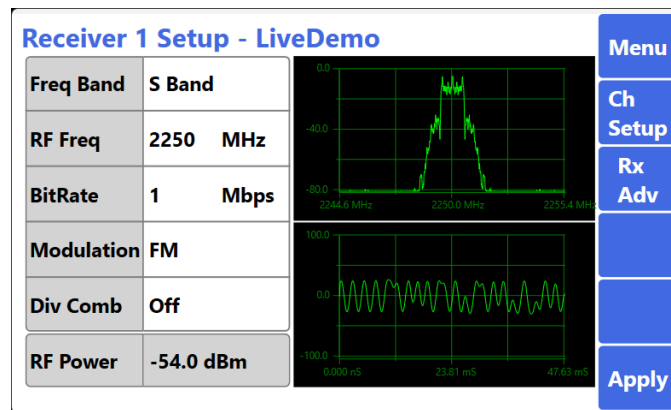 Receiver 1 Setup - LiveDemo
Menu
Ch
Setup
Rx
Adv
Apply
Freq Band S Band
RF Freq 2250 MHz
BitRate 1 Mbps
Modulation FM
Div Comb Off
RF Power -54.0 dBm
0.0
-40.0
-80.0
2244.6 MHz 2250.0 MHz 2255.4 MHz
100.0
0.0
-100.0
0.000 nS 23.81 mS 47.63 mS